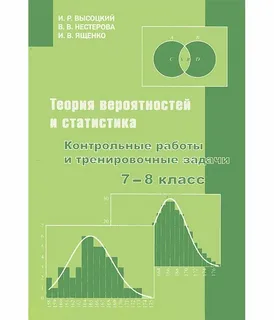 И. Р. ВЫСОЦКИЙ
В. В. НЕСТЕРОВА
И. В. ЯЩЕНКО
Теория вероятностей
и статистика
Контрольные работы
и тренировочные задачи
7–8 класс